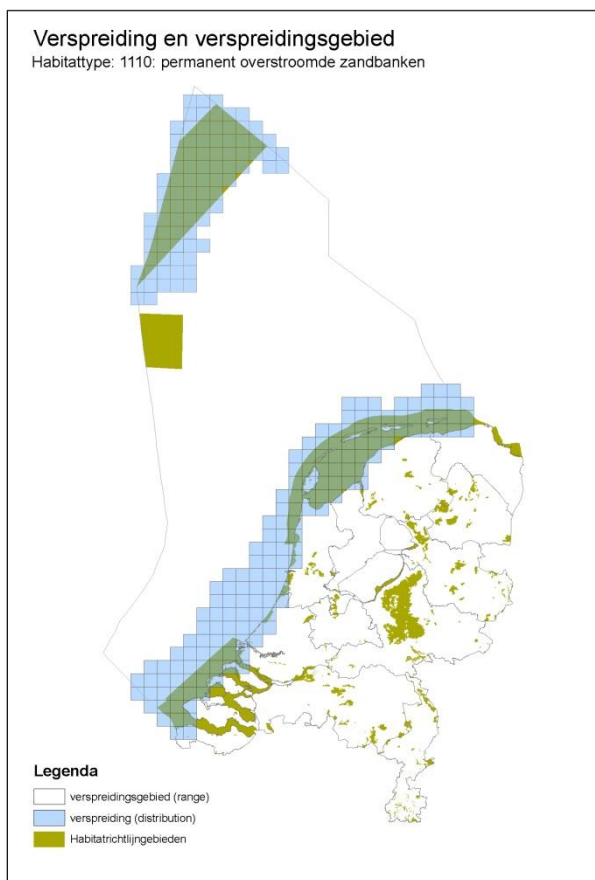 Verspreiding en verspreidingsgebied
Habitattype: 1110: permanent overstroomde zandbanken
Legenda
verspreidingsgebied (range)
verspreiding (distribution)
Habitatrichtlijngebieden